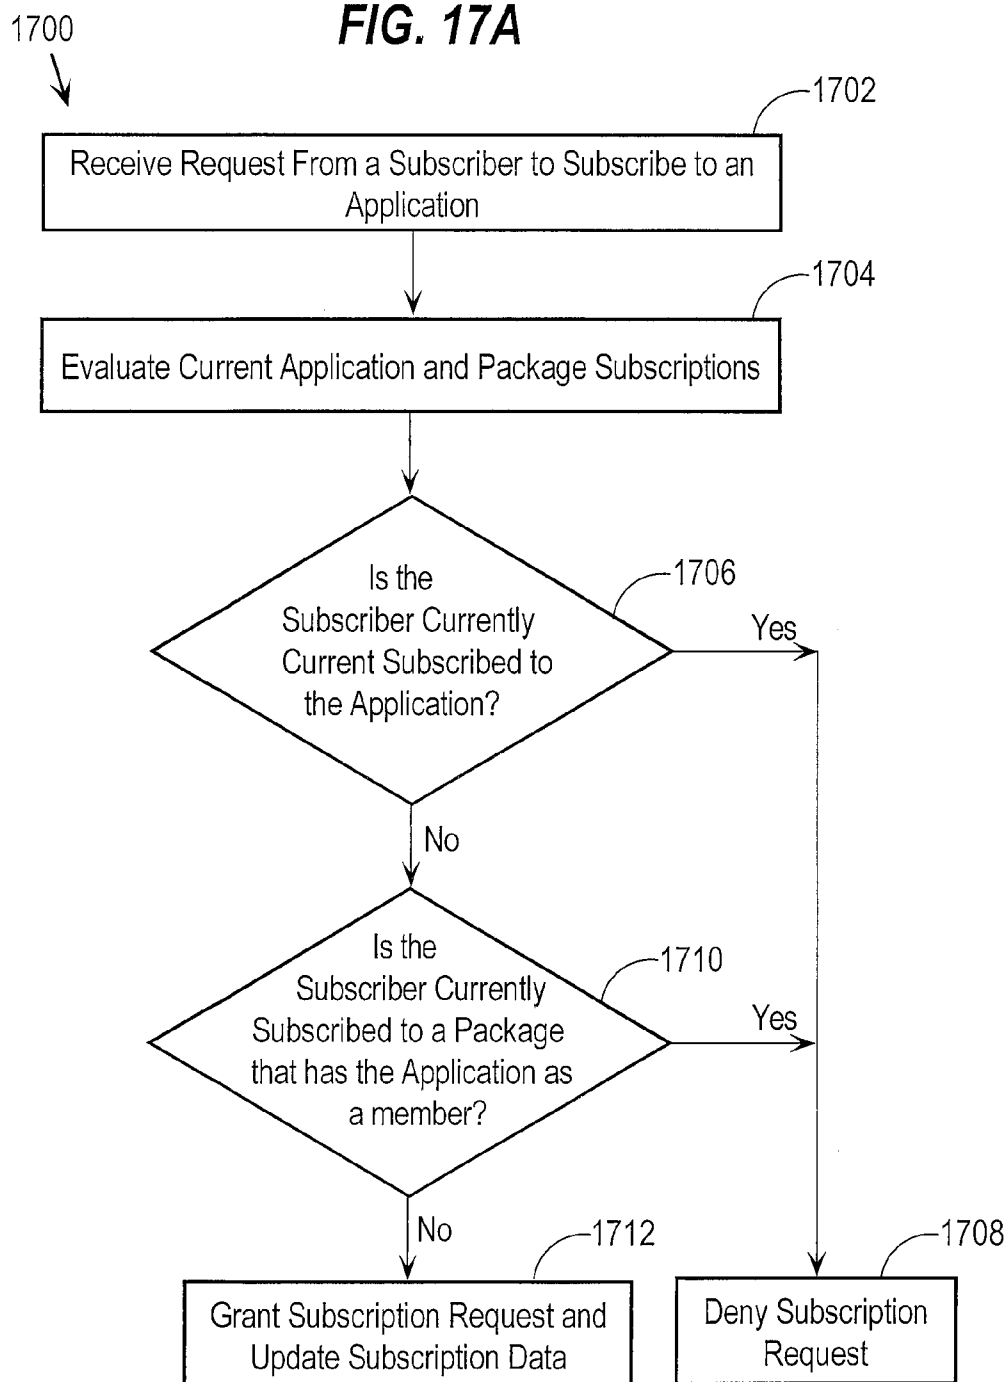 FIG. 17A
1700
1702
Receive Request From a Subscriber to Subscribe to an
Application
1704
Evaluate Current Application and Package Subscriptions
1706
Is the
Subscriber Currently
Current Subscribed to
the Application?
Yes
No
1710
Is the
Subscriber Currently
Subscribed to a Package
that has the Application as
a member?
Yes
No
1712
Grant Subscription Request and
Update Subscription Data
1708
Deny Subscription
Request